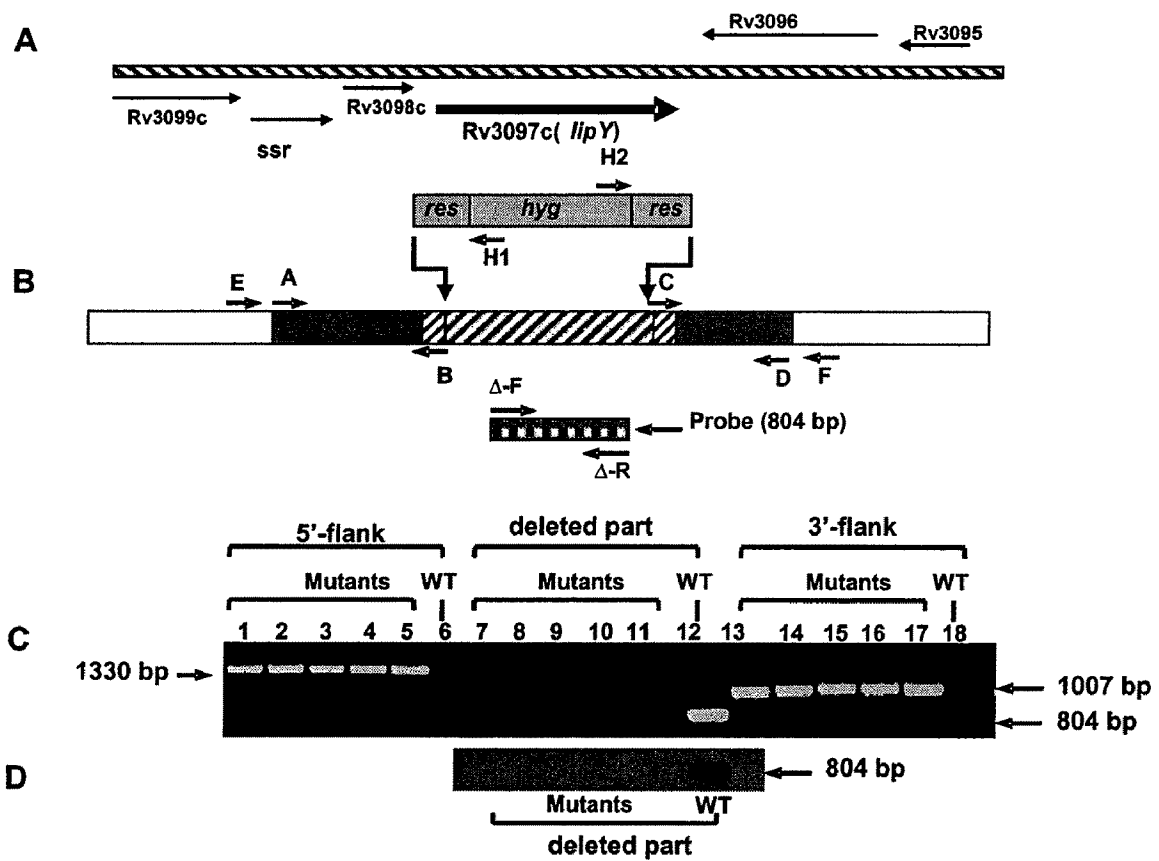 A
Rv3096
Rv3095
Rv3099c
ssr
Rv3098c
Rv3097c( lipY)
H2
res hyg res
H1
B
E A C
B D F
Δ-F
Probe (804 bp)
Δ-R
5'-flank deleted part 3'-flank
Mutants WT Mutants WT Mutants WT
C
1 2 3 4 5 6 7 8 9 10 11 12 13 14 15 16 17 18
1330 bp
1007 bp
804 bp
D
804 bp
Mutants WT
deleted part